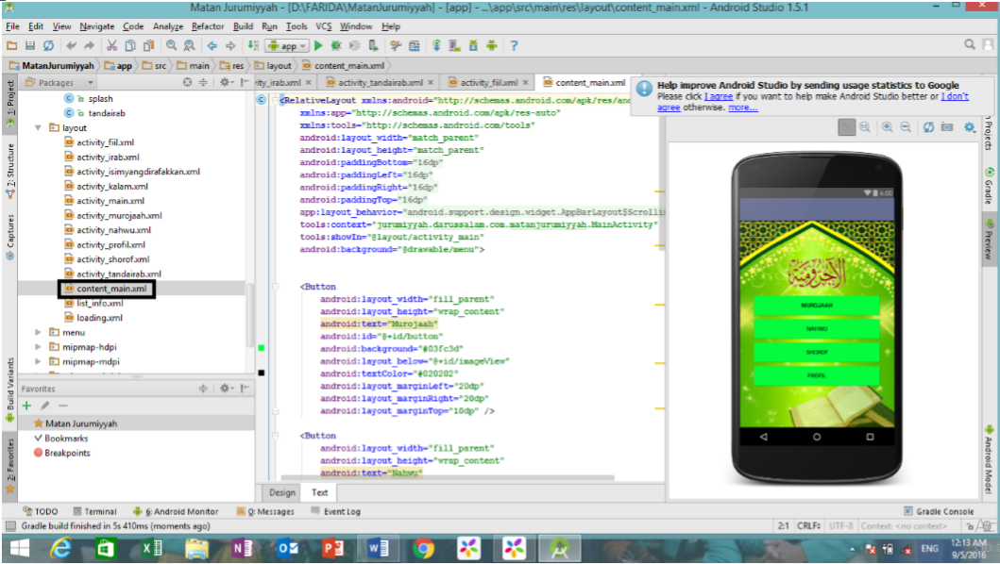 Matan Jurumiyyah - [D:\FARIDA\MatanJurumiyyah] - [app] - ...\app\src\main\res\layout\content_main.xml - Android Studio 1.5.1
File Edit View Navigate Code Analyze Refactor Build Run Tools VCS Window Help
app
MatanJurumiyyah app src main res layout content_main.xml
Packages
ity_irab.xml × activity_tandairab.xml × activity_fiil.xml × content_main.xml
Help improve Android Studio by sending usage statistics to Google
Please click I agree if you want to help make Android Studio better or I don't
agree otherwise. more...
1: Project
Z: Structure
Captures
Build Variants
2: Favorites
splash
tandairab
layout
activity_fiil.xml
activity_irab.xml
activity_isimyangdirafakkan.xml
activity_kalam.xml
activity_main.xml
activity_murojaah.xml
activity_nahwu.xml
activity_profil.xml
activity_shorof.xml
activity_tandairab.xml
content_main.xml
list_info.xml
loading.xml
menu
mipmap-hdpi
mipmap-mdpi
Favorites
Matan Jurumiyyah
Bookmarks
Breakpoints
<RelativeLayout xmlns:android="http://schemas.android.com/apk/res/and
xmlns:app="http://schemas.android.com/apk/res-auto"
xmlns:tools="http://schemas.android.com/tools"
android:layout_width="match_parent"
android:layout_height="match_parent"
android:paddingBottom="16dp"
android:paddingLeft="16dp"
android:paddingRight="16dp"
android:paddingTop="16dp"
app:layout_behavior="android.support.design.widget.AppBarLayout$Scrolli
tools:context="jurumiyyah.darussalam.com.matanjurumiyyah.MainActivity"
tools:showIn="@layout/activity_main"
android:background="@drawable/menu">
<Button
android:layout_width="fill_parent"
android:layout_height="wrap_content"
android:text="Murojaah"
android:id="@+id/button"
android:background="#03fc3d"
android:layout_below="@+id/imageView"
android:textColor="#020202"
android:layout_marginLeft="20dp"
android:layout_marginRight="20dp"
android:layout_marginTop="10dp" />
<Button
android:layout_width="fill_parent"
android:layout_height="wrap_content"
android:text="Nahwu"
Design Text
6:00
الآجرومية
MUROJAAH
NAHWU
SHOROF
PROFIL
Projects
Gradle
Preview
Android Model
TODO Terminal 6: Android Monitor 0: Messages Event Log Gradle Console
Gradle build finished in 5s 410ms (moments ago) 2:1 CRLF÷ UTF-8 Context: <no context>
ENG 12:13 AM
9/5/2016